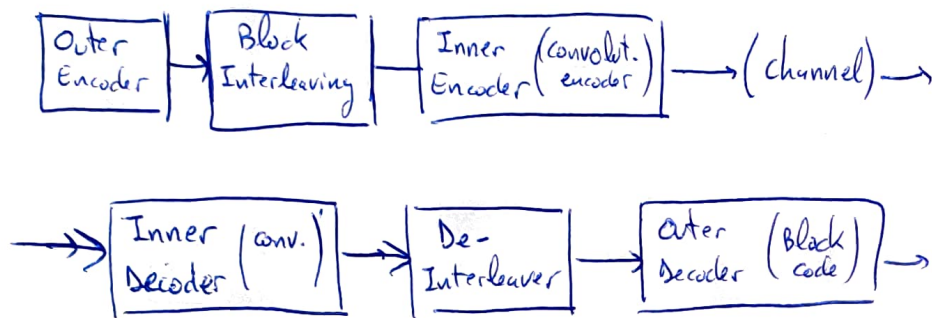 Outer
Encoder
Block
Interleaving
Inner (convolut.
Encoder encoder)
(channel)
Inner (conv.)
Decoder
De-
Interleaver
Outer (Block
Decoder code)